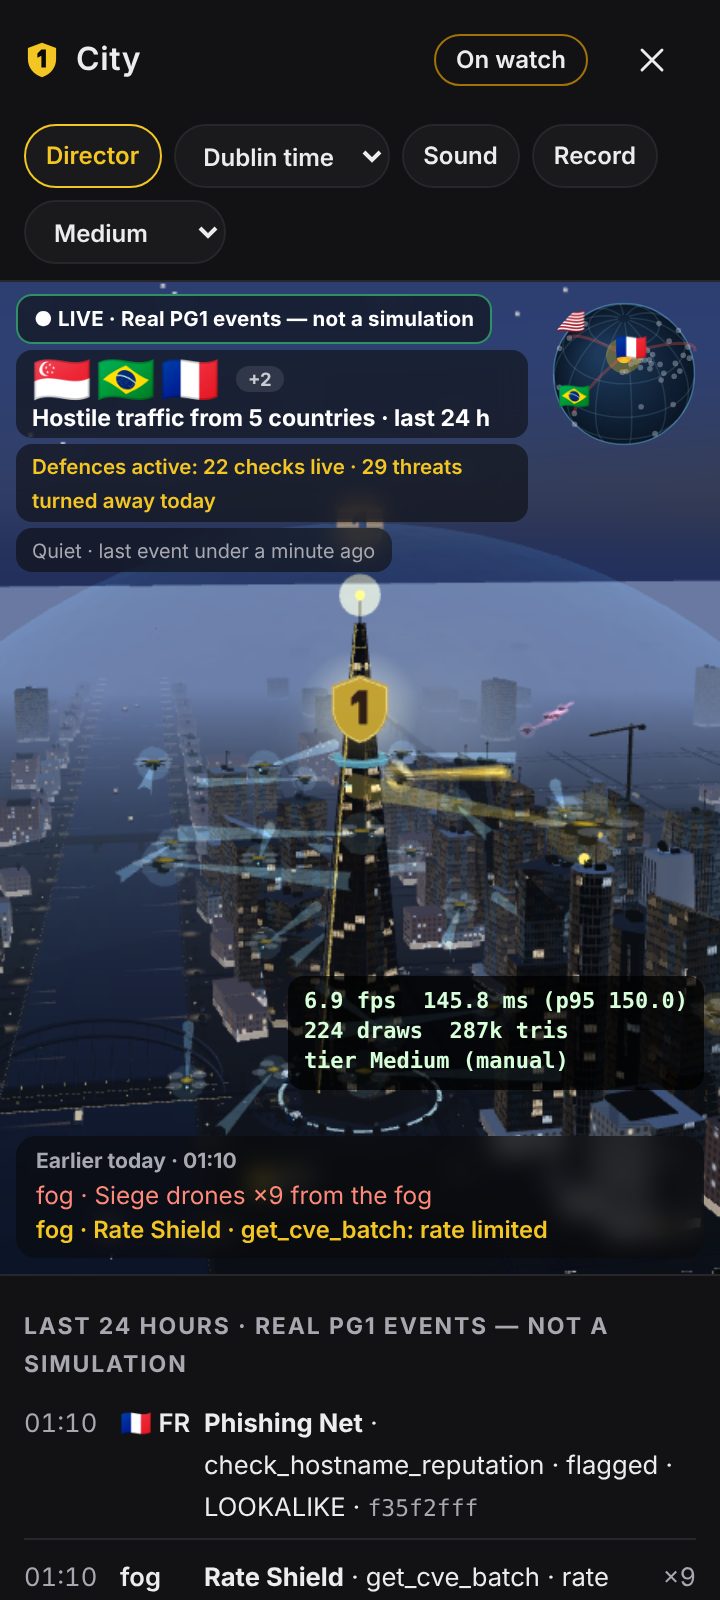 1 City On watch
Director Dublin time Sound Record
Medium
LIVE · Real PG1 events — not a simulation
+2
Hostile traffic from 5 countries · last 24 h
Defences active: 22 checks live · 29 threats
turned away today
Quiet · last event under a minute ago
1
6.9 fps 145.8 ms (p95 150.0)
224 draws 287k tris
tier Medium (manual)
Earlier today · 01:10
fog · Siege drones ×9 from the fog
fog · Rate Shield · get_cve_batch: rate limited
LAST 24 HOURS · REAL PG1 EVENTS — NOT A
SIMULATION
01:10 FR Phishing Net ·
check_hostname_reputation · flagged ·
LOOKALIKE · f35f2fff
01:10 fog Rate Shield · get_cve_batch · rate ×9